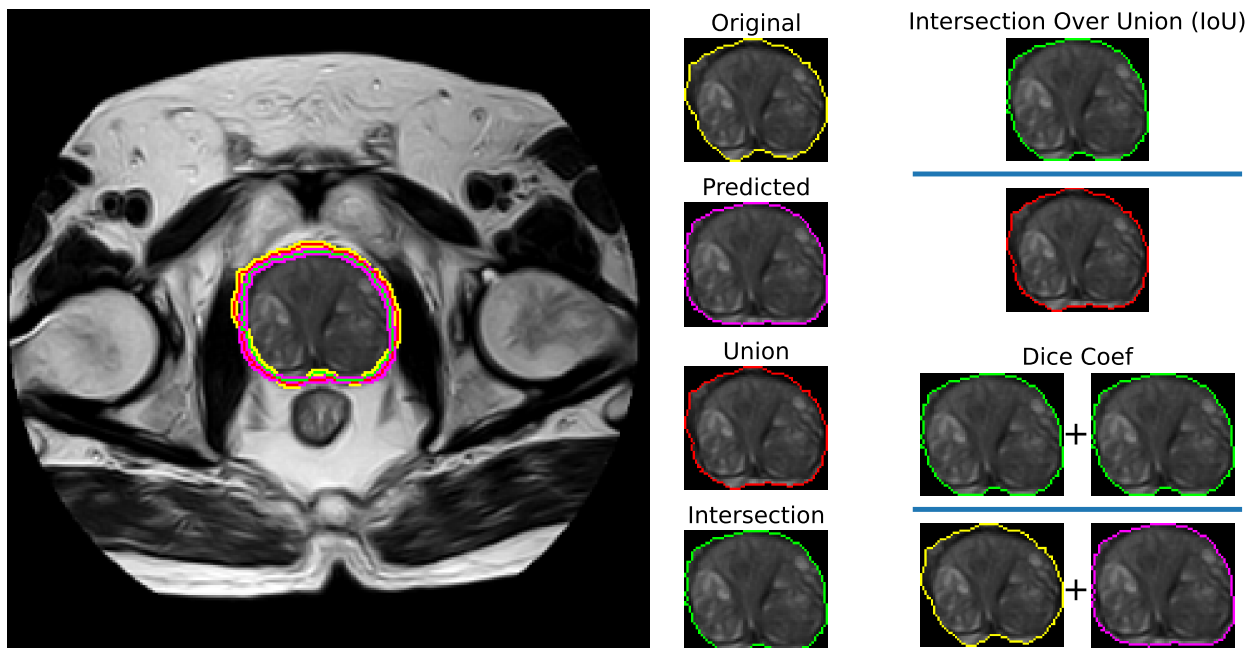 Original
Predicted
Union
Intersection
Intersection Over Union (IoU)
Dice Coef
+
+